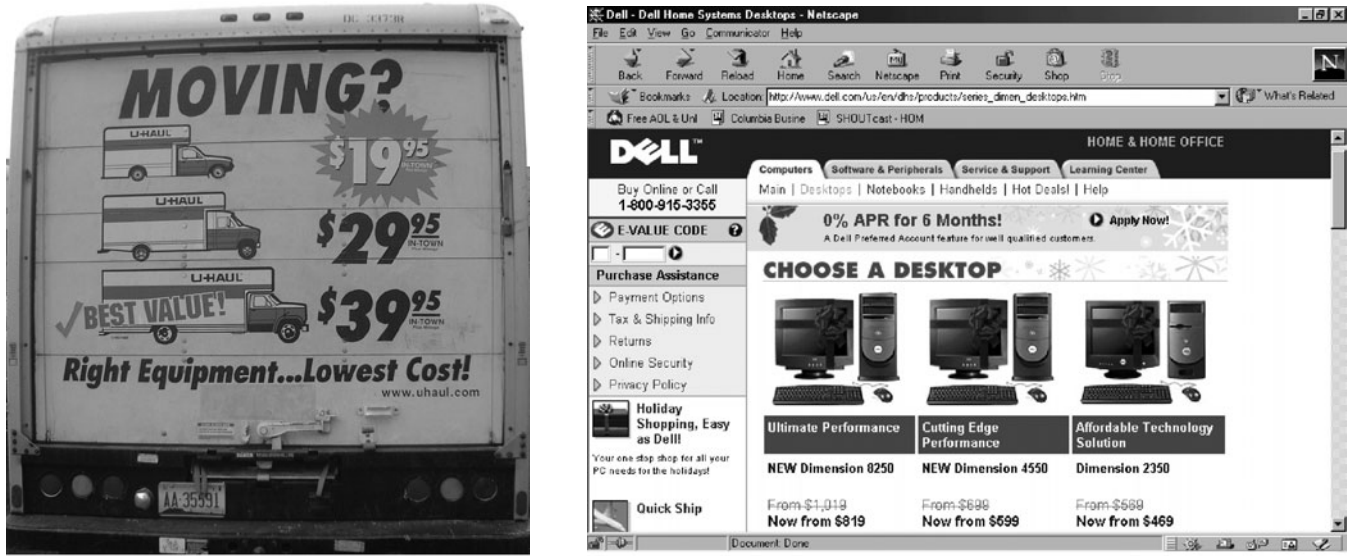 DC 3373R
MOVING?
U-HAUL
$19.95
IN-TOWN
U-HAUL
$29.95
IN-TOWN
U-HAUL
BEST VALUE!
$39.95
IN-TOWN
Right Equipment...Lowest Cost!
www.uhaul.com
AA-35591
Dell - Dell Home Systems Desktops - Netscape
File Edit View Go Communicator Help
Back Forward Reload Home Search Netscape Print Security Shop Stop
N
Bookmarks Location: http://www.dell.com/us/en/dhs/products/series_dimen_desktops.htm What's Related
Free AOL & Unl Columbia Busine SHOUTcast - HOM
DELL™
HOME & HOME OFFICE
Computers Software & Peripherals Service & Support Learning Center
Buy Online or Call
1-800-915-3355
Main | Desktops | Notebooks | Handhelds | Hot Deals! | Help
E-VALUE CODE ?
-
0% APR for 6 Months! Apply Now!
A Dell Preferred Account feature for well qualified customers.
Purchase Assistance
Payment Options
Tax & Shipping Info
Returns
Online Security
Privacy Policy
Holiday
Shopping, Easy
as Dell!
Your one stop shop for all your
PC needs for the holidays!
Quick Ship
CHOOSE A DESKTOP
Ultimate Performance
NEW Dimension 8250
From $1,019
Now from $819
Cutting Edge
Performance
NEW Dimension 4550
From $699
Now from $599
Affordable Technology
Solution
Dimension 2350
From $569
Now from $469
Document: Done